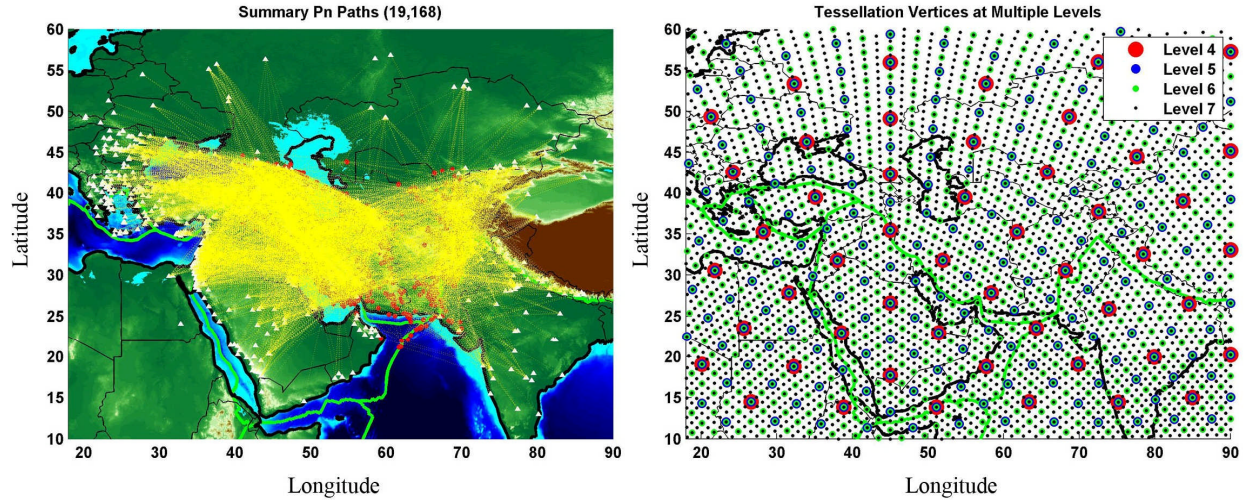 Summary Pn Paths (19,168)
60
55
50
45
40
35
30
25
20
15
10
Latitude
20 30 40 50 60 70 80 90
Longitude
Tessellation Vertices at Multiple Levels
60
55
50
45
40
35
30
25
20
15
10
Latitude
20 30 40 50 60 70 80 90
Longitude
Level 4
Level 5
Level 6
Level 7